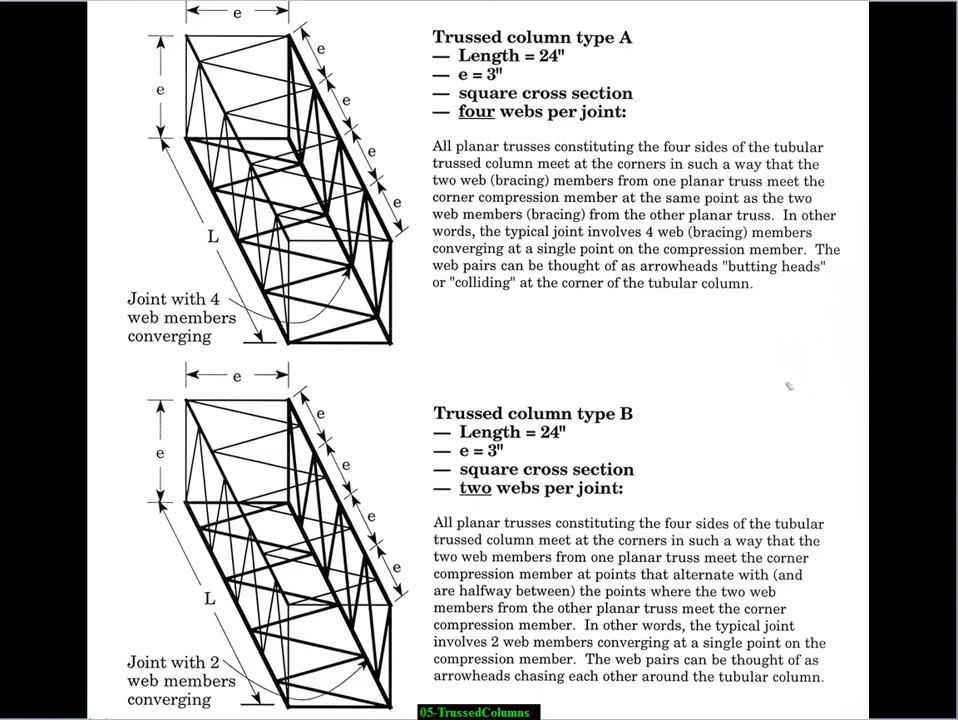 e
e
e
e
e
e
L
Joint with 4
web members
converging
Trussed column type A
— Length = 24"
— e = 3"
— square cross section
— four webs per joint:
All planar trusses constituting the four sides of the tubular
trussed column meet at the corners in such a way that the
two web (bracing) members from one planar truss meet the
corner compression member at the same point as the two
web members (bracing) from the other planar truss.  In other
words, the typical joint involves 4 web (bracing) members
converging at a single point on the compression member.  The
web pairs can be thought of as arrowheads "butting heads"
or "colliding" at the corner of the tubular column.
e
e
e
e
e
e
L
Joint with 2
web members
converging
Trussed column type B
— Length = 24"
— e = 3"
— square cross section
— two webs per joint:
All planar trusses constituting the four sides of the tubular
trussed column meet at the corners in such a way that the
two web members from one planar truss meet the corner
compression member at points that alternate with (and
are halfway between) the points where the two web
members from the other planar truss meet the corner
compression member.  In other words, the typical joint
involves 2 web members converging at a single point on the
compression member.  The web pairs can be thought of as
arrowheads chasing each other around the tubular column.
05-TrussedColumns